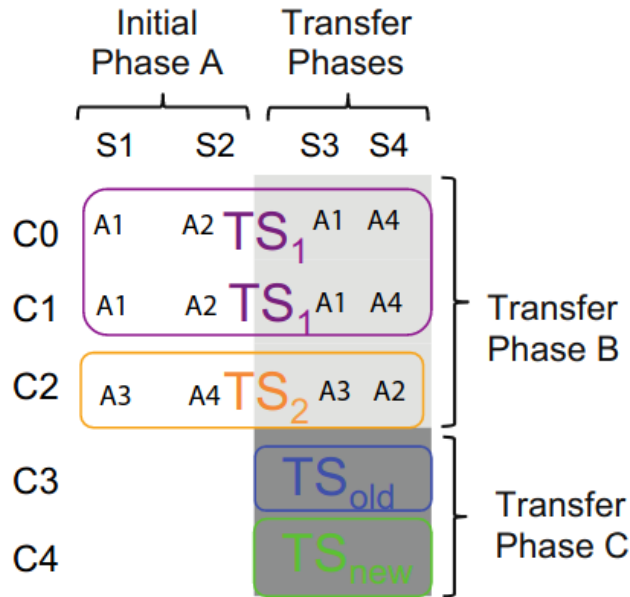 Initial Phase A
Transfer Phases
S1 S2 S3 S4
C0 A1 A2 TS₁ A1 A4
C1 A1 A2 TS₁ A1 A4
Transfer Phase B
C2 A3 A4 TS₂ A3 A2
C3 TSold
Transfer Phase C
C4 TSnew